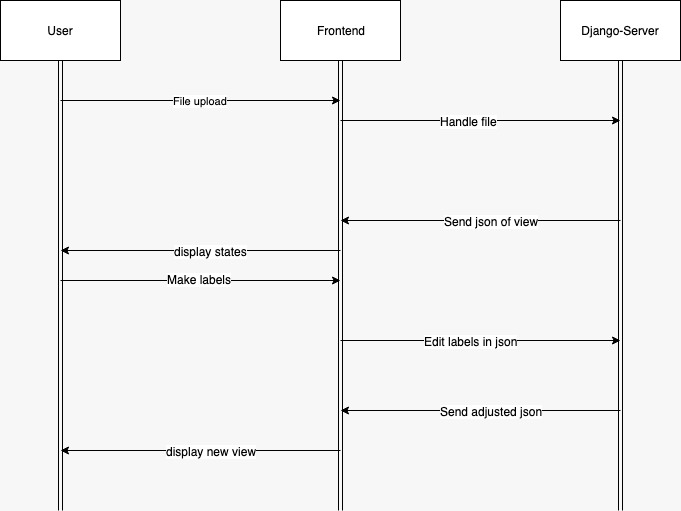 User
Frontend
Django-Server
File upload
Handle file
Send json of view
display states
Make labels
Edit labels in json
Send adjusted json
display new view